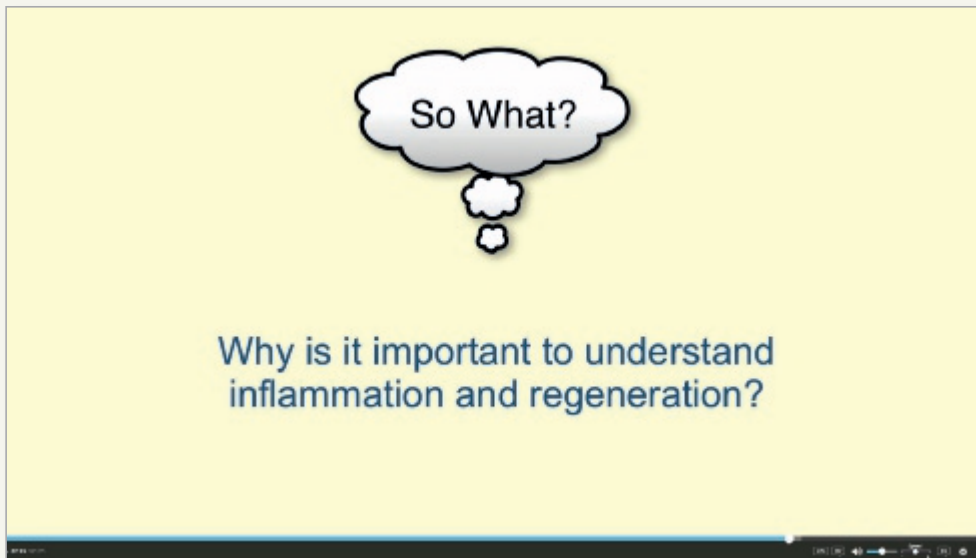 So What?
Why is it important to understand
inflammation and regeneration?